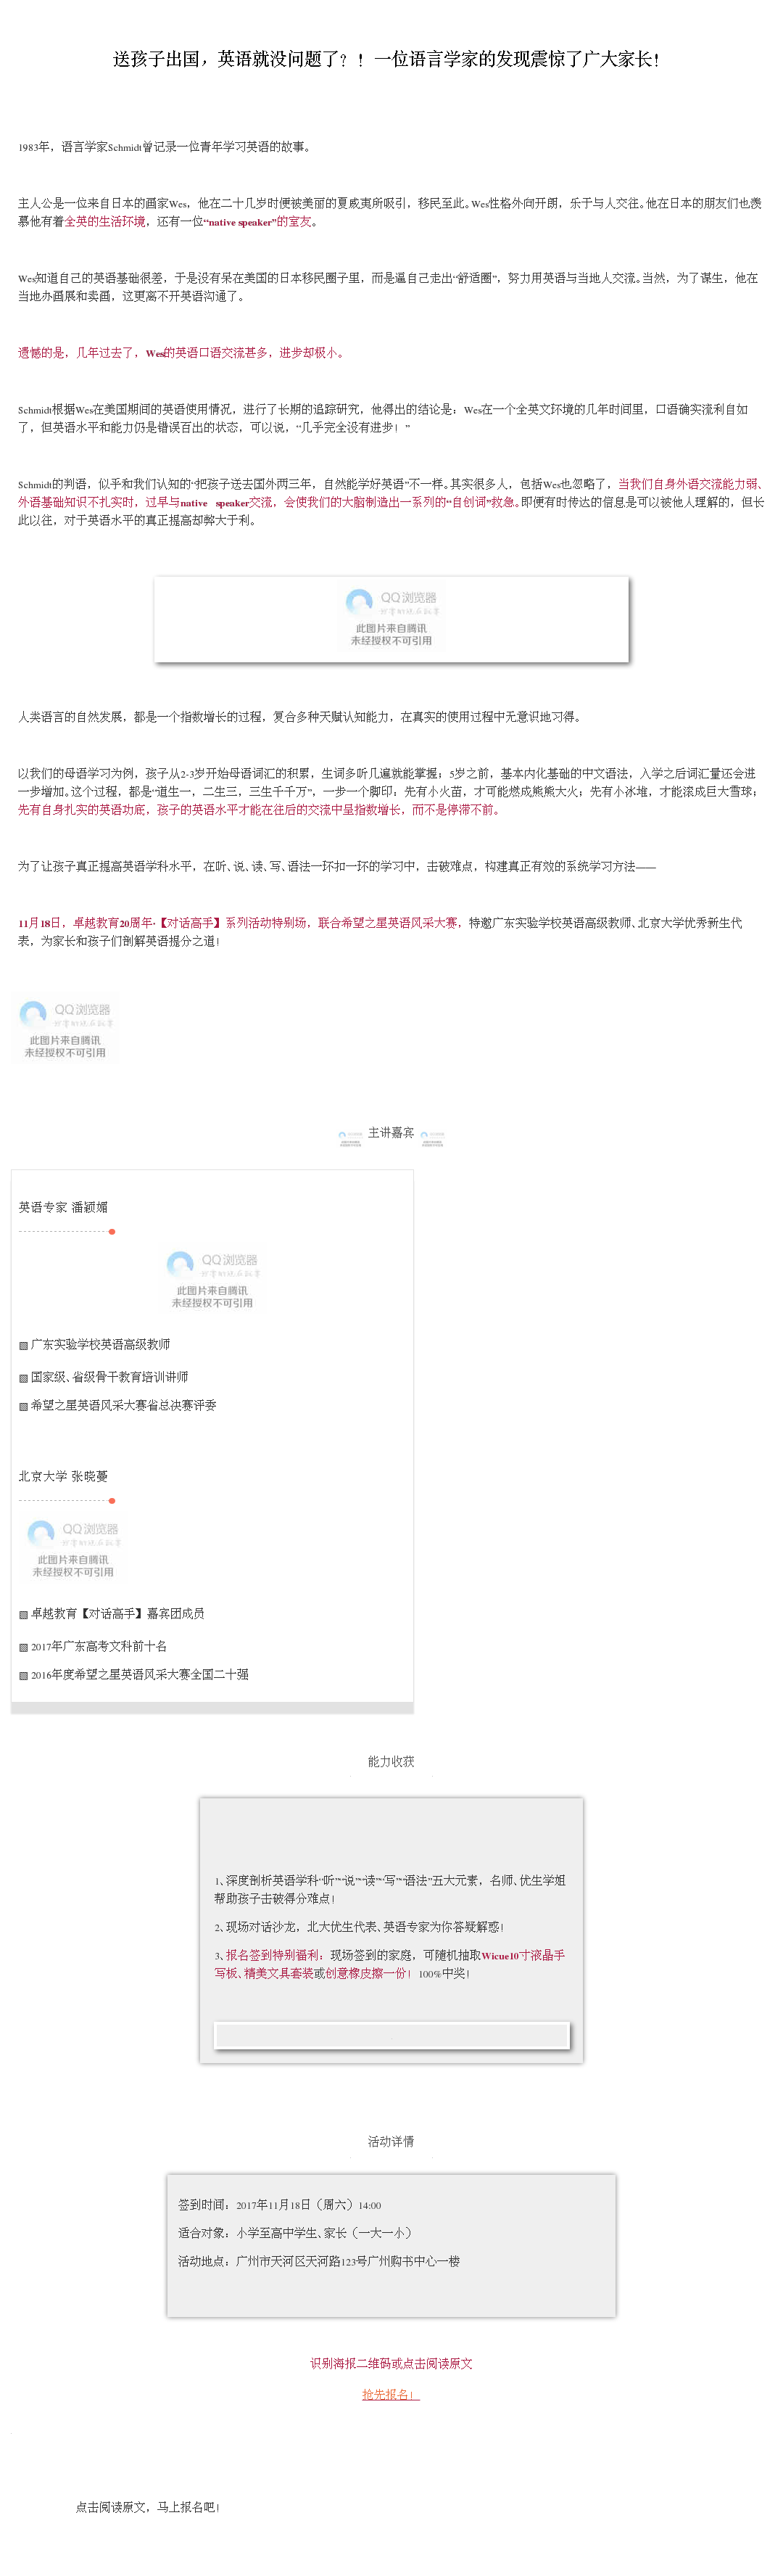 送孩子出国，英语就没问题了？！一位语言学家的发现震惊了广大家长！
1983年，语言学家Schmidt曾记录一位青年学习英语的故事。
主人公是一位来自日本的画家Wes，他在二十几岁时便被美丽的夏威夷所吸引，移民至此。Wes性格外向开朗，乐于与人交往。他在日本的朋友们也羡
慕他有着全英的生活环境，还有一位“native speaker”的室友。
Wes知道自己的英语基础很差，于是没有呆在美国的日本移民圈子里，而是逼自己走出“舒适圈”，努力用英语与当地人交流。当然，为了谋生，他在
当地办画展和卖画，这更离不开英语沟通了。
遗憾的是，几年过去了，Wes的英语口语交流甚多，进步却极小。
Schmidt根据Wes在美国期间的英语使用情况，进行了长期的追踪研究，他得出的结论是：Wes在一个全英文环境的几年时间里，口语确实流利自如
了，但英语水平和能力仍是错误百出的状态，可以说，“几乎完全没有进步！”
Schmidt的判语，似乎和我们认知的“把孩子送去国外两三年，自然能学好英语”不一样。其实很多人，包括Wes也忽略了，当我们自身外语交流能力弱、
外语基础知识不扎实时，过早与native speaker交流，会使我们的大脑制造出一系列的“自创词”救急。即便有时传达的信息是可以被他人理解的，但长
此以往，对于英语水平的真正提高却弊大于利。
QQ浏览器
此图片来自腾讯
未经授权不可引用
人类语言的自然发展，都是一个指数增长的过程，复合多种天赋认知能力，在真实的使用过程中无意识地习得。
以我们的母语学习为例，孩子从2-3岁开始母语词汇的积累，生词多听几遍就能掌握；5岁之前，基本内化基础的中文语法，入学之后词汇量还会进
一步增加。这个过程，都是“道生一，二生三，三生千千万”，一步一个脚印：先有小火苗，才可能燃成熊熊大火；先有小冰堆，才能滚成巨大雪球；
先有自身扎实的英语功底，孩子的英语水平才能在往后的交流中呈指数增长，而不是停滞不前。
为了让孩子真正提高英语学科水平，在听、说、读、写、语法一环扣一环的学习中，击破难点，构建真正有效的系统学习方法——
11月18日，卓越教育20周年·【对话高手】系列活动特别场，联合希望之星英语风采大赛，特邀广东实验学校英语高级教师、北京大学优秀新生代
表，为家长和孩子们剖解英语提分之道！
QQ浏览器
此图片来自腾讯
未经授权不可引用
主讲嘉宾
英语专家 潘颖媚
QQ浏览器
此图片来自腾讯
未经授权不可引用
▧ 广东实验学校英语高级教师
▧ 国家级、省级骨干教育培训讲师
▧ 希望之星英语风采大赛省总决赛评委
北京大学 张晓蔓
QQ浏览器
此图片来自腾讯
未经授权不可引用
▧ 卓越教育【对话高手】嘉宾团成员
▧ 2017年广东高考文科前十名
▧ 2016年度希望之星英语风采大赛全国二十强
能力收获
1、深度剖析英语学科“听”“说”“读”“写”“语法”五大元素，名师、优生学姐
帮助孩子击破得分难点！
2、现场对话沙龙，北大优生代表、英语专家为你答疑解惑！
3、报名签到特别福利：现场签到的家庭，可随机抽取Wicue10寸液晶手
写板、精美文具套装或创意橡皮擦一份！100%中奖！
活动详情
签到时间：2017年11月18日（周六）14:00
适合对象：小学至高中学生、家长（一大一小）
活动地点：广州市天河区天河路123号广州购书中心一楼
识别海报二维码或点击阅读原文
抢先报名！
点击阅读原文，马上报名吧！